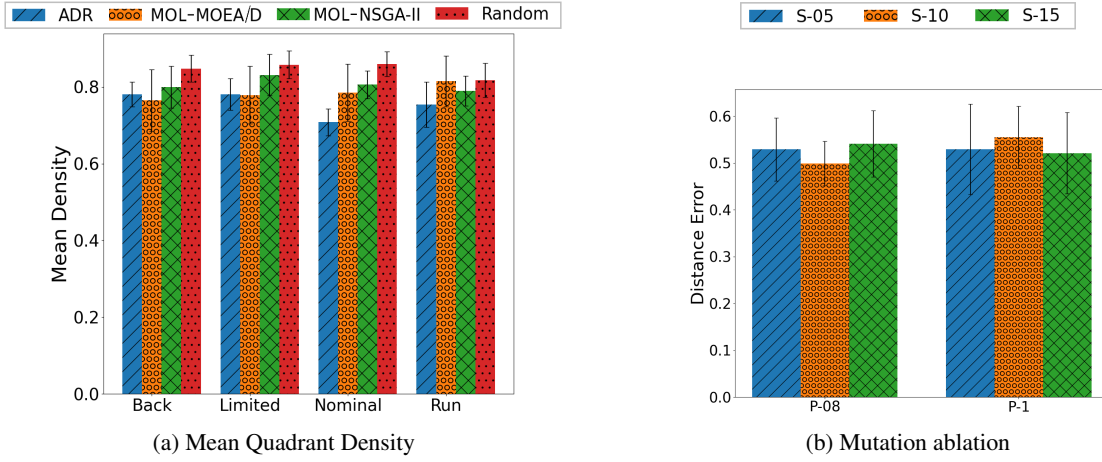 ADR MOL-MOEA/D MOL-NSGA-II Random
Mean Density
0.8
0.6
0.4
0.2
0.0
Back Limited Nominal Run
(a) Mean Quadrant Density
S-05 S-10 S-15
Distance Error
0.6
0.5
0.4
0.3
0.2
0.1
0.0
P-08 P-1
(b) Mutation ablation